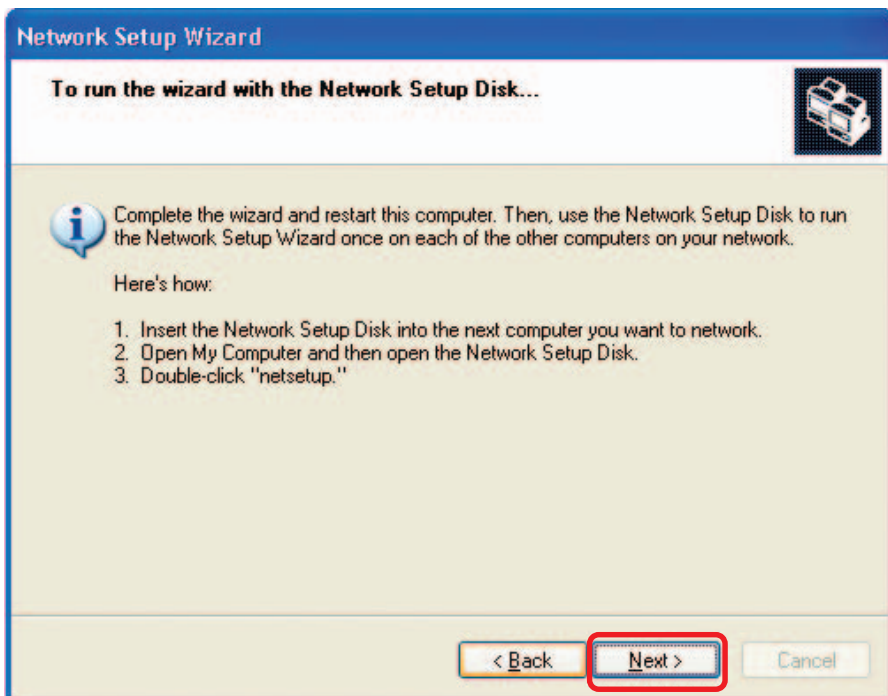 Network Setup Wizard
To run the wizard with the Network Setup Disk...
Complete the wizard and restart this computer. Then, use the Network Setup Disk to run
the Network Setup Wizard once on each of the other computers on your network.
Here's how:
1. Insert the Network Setup Disk into the next computer you want to network.
2. Open My Computer and then open the Network Setup Disk.
3. Double-click "netsetup."
< Back Next > Cancel